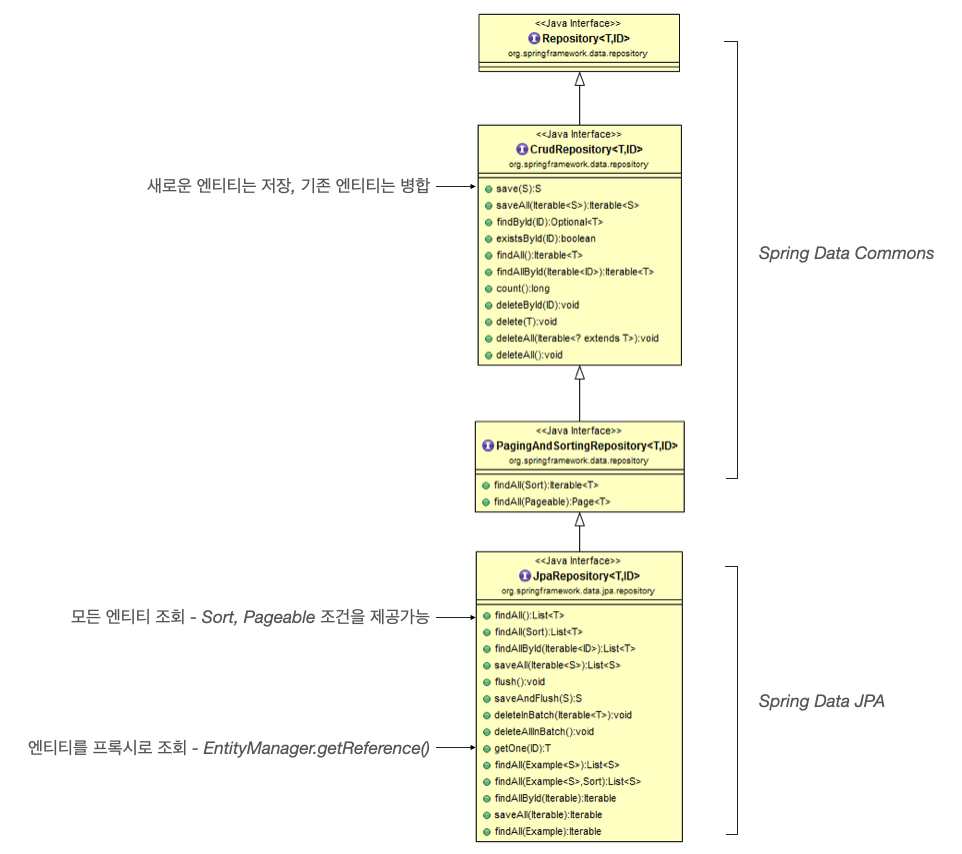 <<Java Interface>>
Repository<T,ID>
org.springframework.data.repository
<<Java Interface>>
CrudRepository<T,ID>
org.springframework.data.repository
새로운 엔티티는 저장, 기존 엔티티는 병합
save(S):S
saveAll(Iterable<S>):Iterable<S>
findById(ID):Optional<T>
existsById(ID):boolean
findAll():Iterable<T>
findAllById(Iterable<ID>):Iterable<T>
count():long
deleteById(ID):void
delete(T):void
deleteAll(Iterable<? extends T>):void
deleteAll():void
Spring Data Commons
<<Java Interface>>
PagingAndSortingRepository<T,ID>
org.springframework.data.repository
findAll(Sort):Iterable<T>
findAll(Pageable):Page<T>
<<Java Interface>>
JpaRepository<T,ID>
org.springframework.data.jpa.repository
모든 엔티티 조회 - Sort, Pageable 조건을 제공가능
findAll():List<T>
findAll(Sort):List<T>
findAllById(Iterable<ID>):List<T>
saveAll(Iterable<S>):List<S>
flush():void
saveAndFlush(S):S
deleteInBatch(Iterable<T>):void
deleteAllInBatch():void
엔티티를 프록시로 조회 - EntityManager.getReference()
getOne(ID):T
findAll(Example<S>):List<S>
findAll(Example<S>,Sort):List<S>
findAllById(Iterable):Iterable
saveAll(Iterable):Iterable
findAll(Example):Iterable
Spring Data JPA